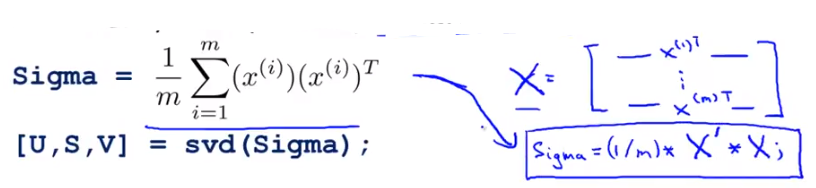 Sigma = 1/m ∑_{i=1}^{m} (x^{(i)})(x^{(i)})^T
[U,S,V] = svd(Sigma);
X = [ — x^{(1)T} —
⋮
— x^{(m)T} — ]
Sigma = (1/m) * X' * X;